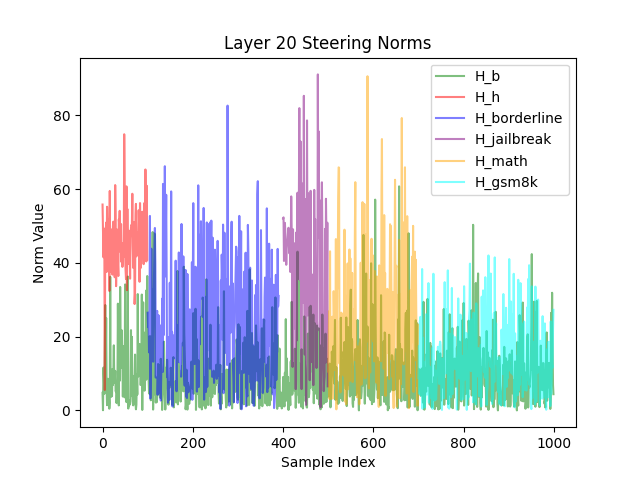 Layer 20 Steering Norms
Norm Value
80
60
40
20
0
H_b
H_h
H_borderline
H_jailbreak
H_math
H_gsm8k
0 200 400 600 800 1000
Sample Index